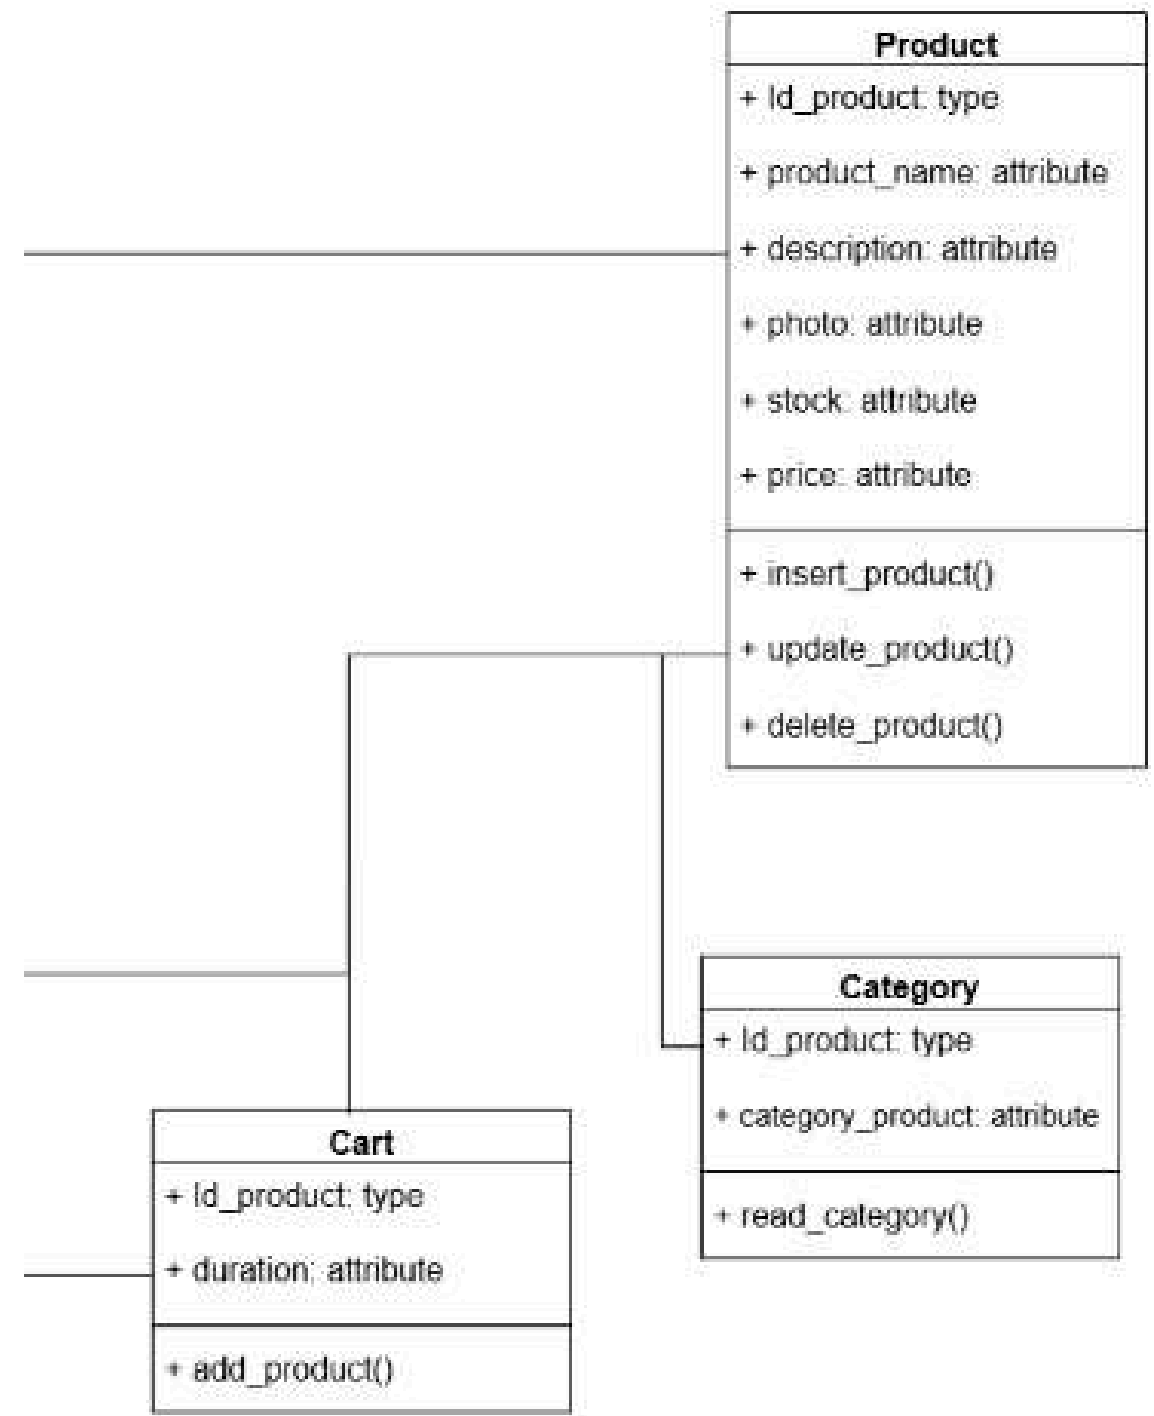 Product
+ Id_product: type
+ product_name: attribute
+ description: attribute
+ photo: attribute
+ stock: attribute
+ price: attribute
+ insert_product()
+ update_product()
+ delete_product()
Category
+ Id_product: type
+ category_product: attribute
+ read_category()
Cart
+ Id_product: type
+ duration: attribute
+ add_product()